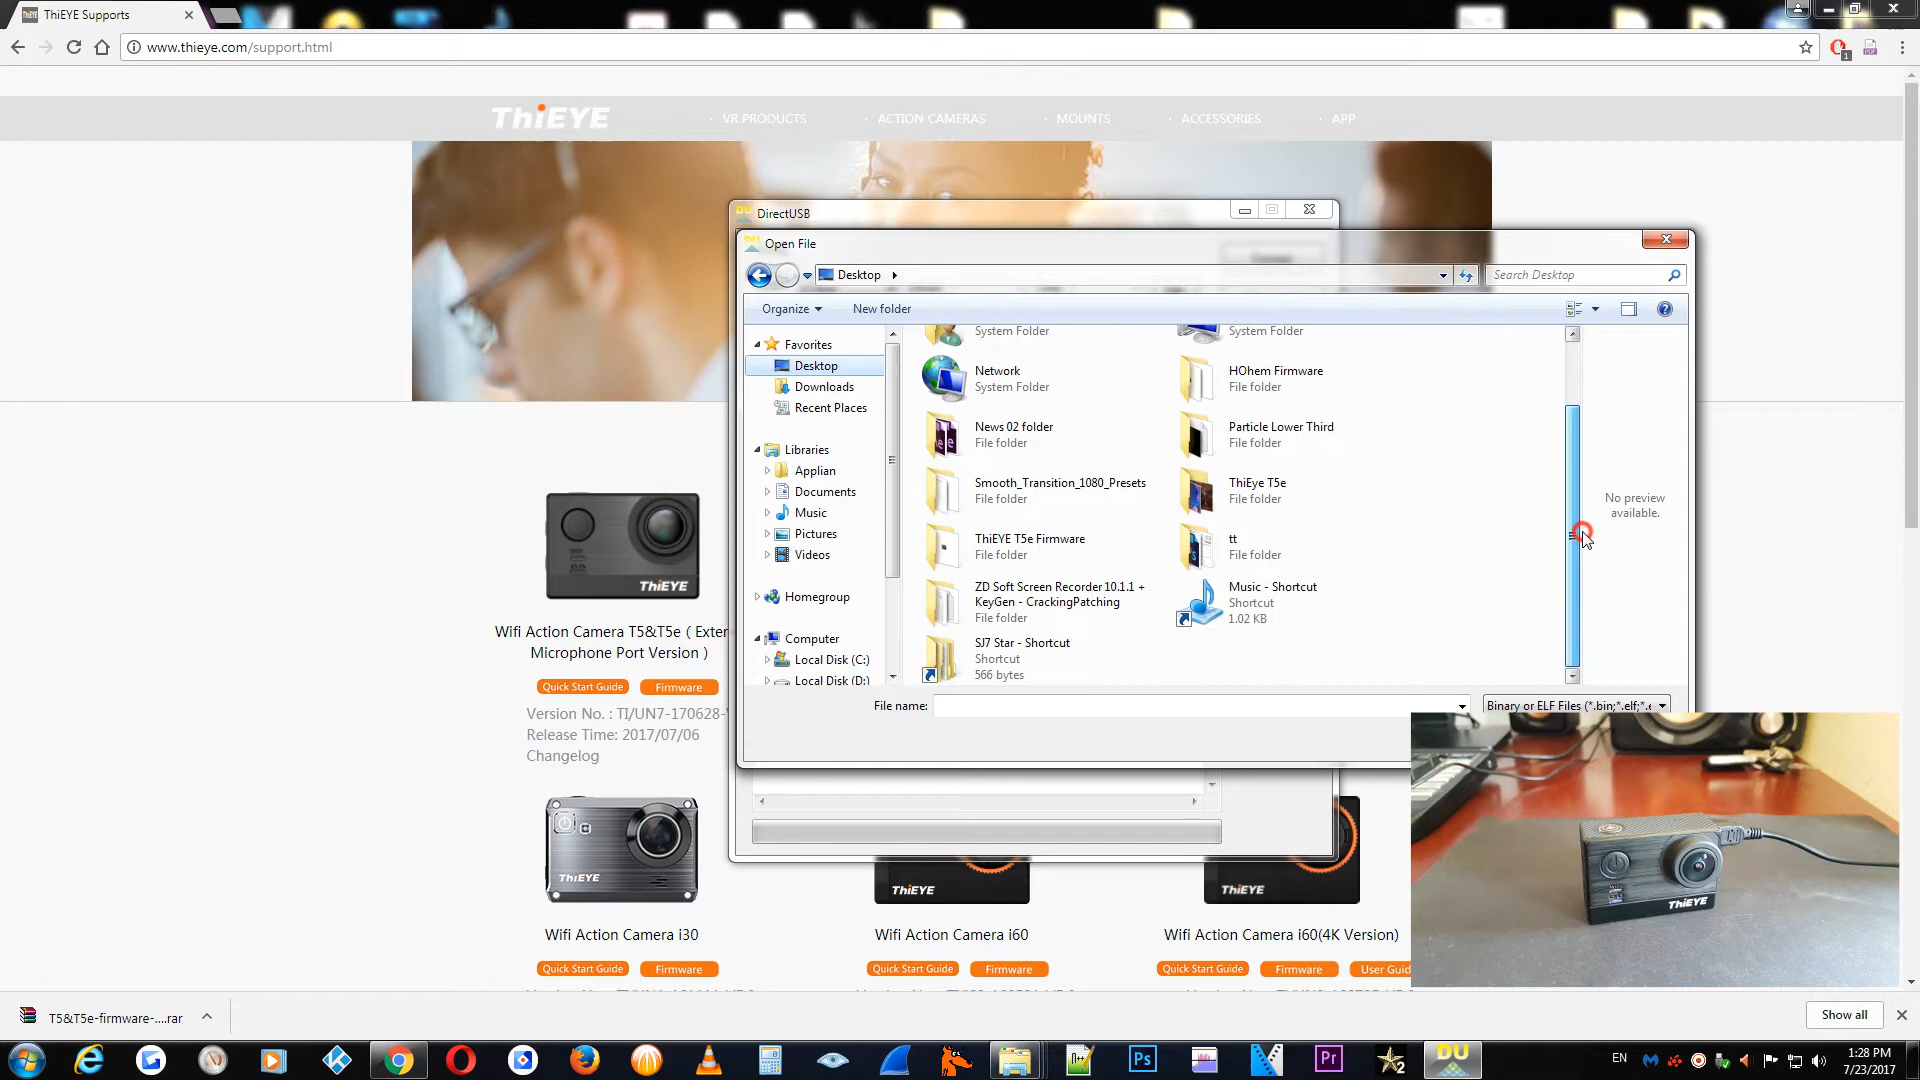 ThiEYE Supports
www.thieye.com/support.html
1
ThiEYE
VR PRODUCTS
ACTION CAMERAS
MOUNTS
ACCESSORIES
APP
DirectUSB
Open File
Desktop
Search Desktop
Organize
New folder
Favorites
Desktop
Downloads
Recent Places
Libraries
Applian
Documents
Music
Pictures
Videos
Homegroup
Computer
Local Disk (C:)
Local Disk (D:)
System Folder
System Folder
Network
System Folder
HOhem Firmware
File folder
News 02 folder
File folder
Particle Lower Third
File folder
Smooth_Transition_1080_Presets
File folder
ThiEye T5e
File folder
ThiEYE T5e Firmware
File folder
tt
File folder
ZD Soft Screen Recorder 10.1.1 +
KeyGen - CrackingPatching
File folder
Music - Shortcut
Shortcut
1.02 KB
SJ7 Star - Shortcut
Shortcut
566 bytes
No preview
available.
File name:
Binary or ELF Files (*.bin;*.elf;*.e
ThiEYE
Wifi Action Camera T5&T5e ( Exter
Microphone Port Version )
Quick Start Guide
Firmware
Version No. : TI/UN7-170628-
Release Time: 2017/07/06
Changelog
ThiEYE
ThiEYE
ThiEYE
Wifi Action Camera i30
Wifi Action Camera i60
Wifi Action Camera i60(4K Version)
Quick Start Guide
Firmware
Quick Start Guide
Firmware
Quick Start Guide
Firmware
User Guid
ThiEYE
T5&T5e-firmware-....rar
Show all
Ps
Pr
2
DU
EN
1:28 PM
7/23/2017